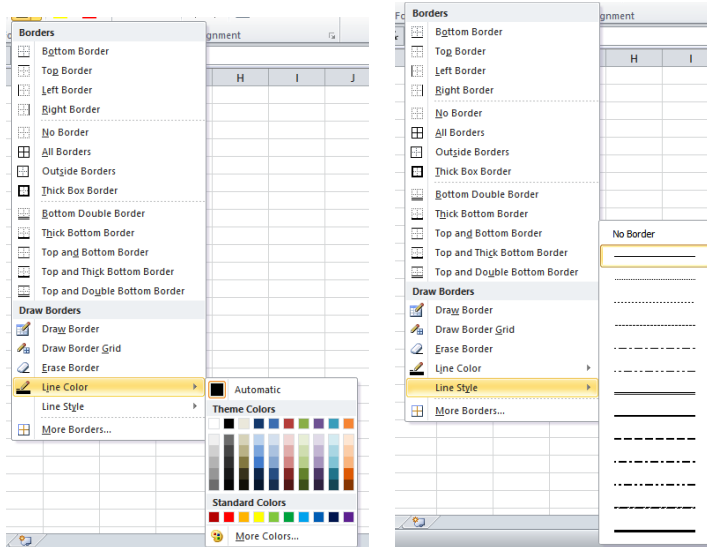 Borders
gnment
Bottom Border
Top Border
H I J
Left Border
Right Border
No Border
All Borders
Outside Borders
Thick Box Border
Bottom Double Border
Thick Bottom Border
Top and Bottom Border
Top and Thick Bottom Border
Top and Double Bottom Border
Draw Borders
Draw Border
Draw Border Grid
Erase Border
Line Color
Line Style
More Borders...
Automatic
Theme Colors
Standard Colors
More Colors...
Fo
Borders
gnment
Bottom Border
Top Border
H I
Left Border
Right Border
No Border
All Borders
Outside Borders
Thick Box Border
Bottom Double Border
Thick Bottom Border
Top and Bottom Border
Top and Thick Bottom Border
Top and Double Bottom Border
Draw Borders
Draw Border
Draw Border Grid
Erase Border
Line Color
Line Style
More Borders...
No Border